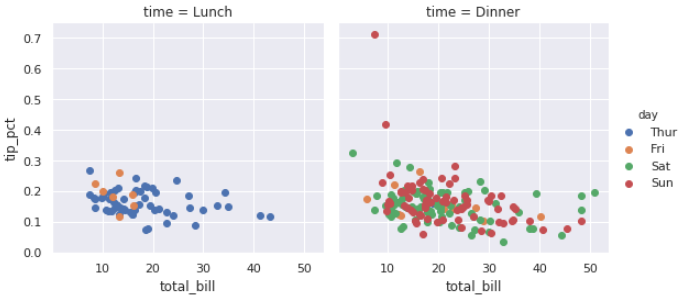 time = Lunch
time = Dinner
0.7
0.6
0.5
0.4
0.3
0.2
0.1
0.0
tip_pct
10 20 30 40 50
10 20 30 40 50
total_bill
total_bill
day
Thur
Fri
Sat
Sun